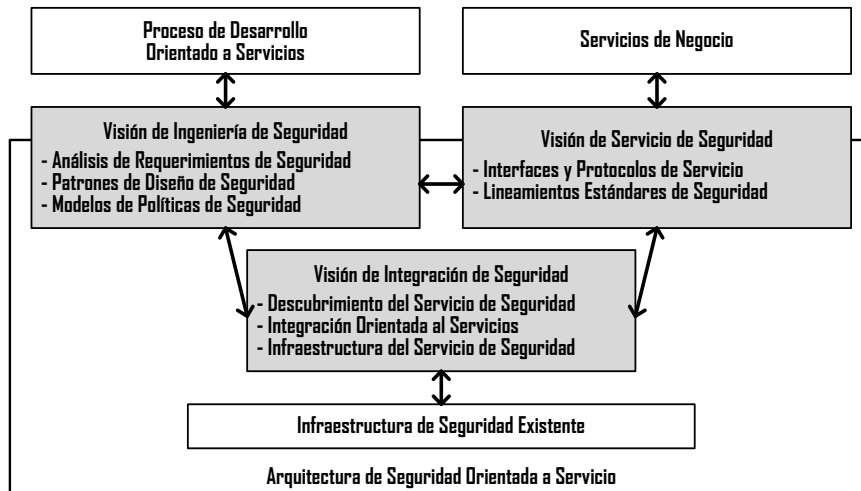 Proceso de Desarrollo
Orientado a Servicios
Servicios de Negocio
Visión de Ingeniería de Seguridad
- Análisis de Requerimientos de Seguridad
- Patrones de Diseño de Seguridad
- Modelos de Políticas de Seguridad
Visión de Servicio de Seguridad
- Interfaces y Protocolos de Servicio
- Lineamientos Estándares de Seguridad
Visión de Integración de Seguridad
- Descubrimiento del Servicio de Seguridad
- Integración Orientada al Servicios
- Infraestructura del Servicio de Seguridad
Infraestructura de Seguridad Existente
Arquitectura de Seguridad Orientada a Servicio